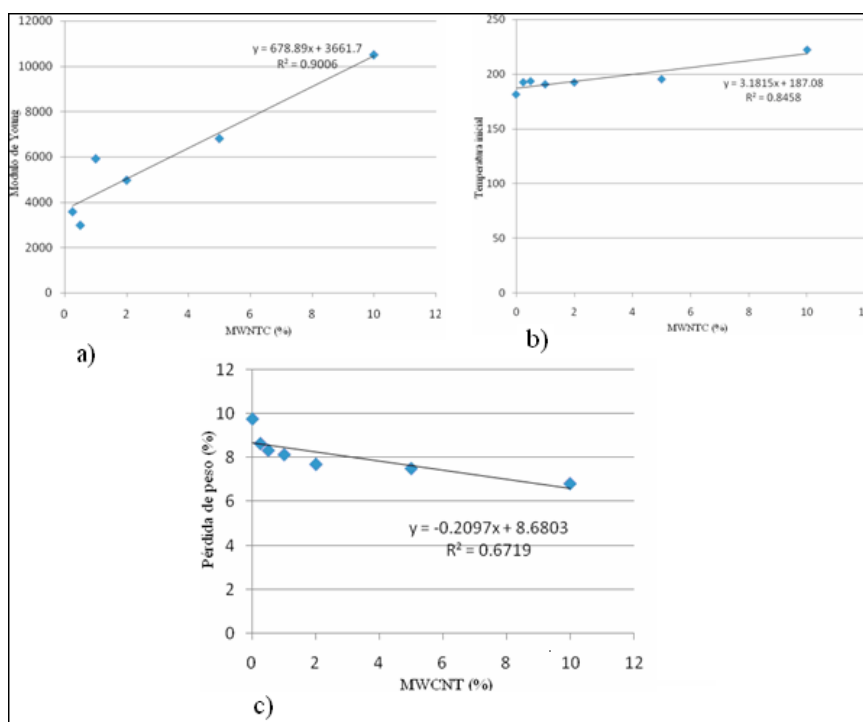 12000
10000
8000
6000
4000
2000
0
Modulo de Young
y = 678.89x + 3661.7
R² = 0.9006
0 2 4 6 8 10 12
MWNTC (%)
a)
250
200
150
100
50
0
Temperatura inicial
y = 3.1815x + 187.08
R² = 0.8458
0 2 4 6 8 10 12
MWNTC (%)
b)
12
10
8
6
4
2
0
Pérdida de peso (%)
y = -0.2097x + 8.6803
R² = 0.6719
0 2 4 6 8 10 12
MWCNT (%)
c)